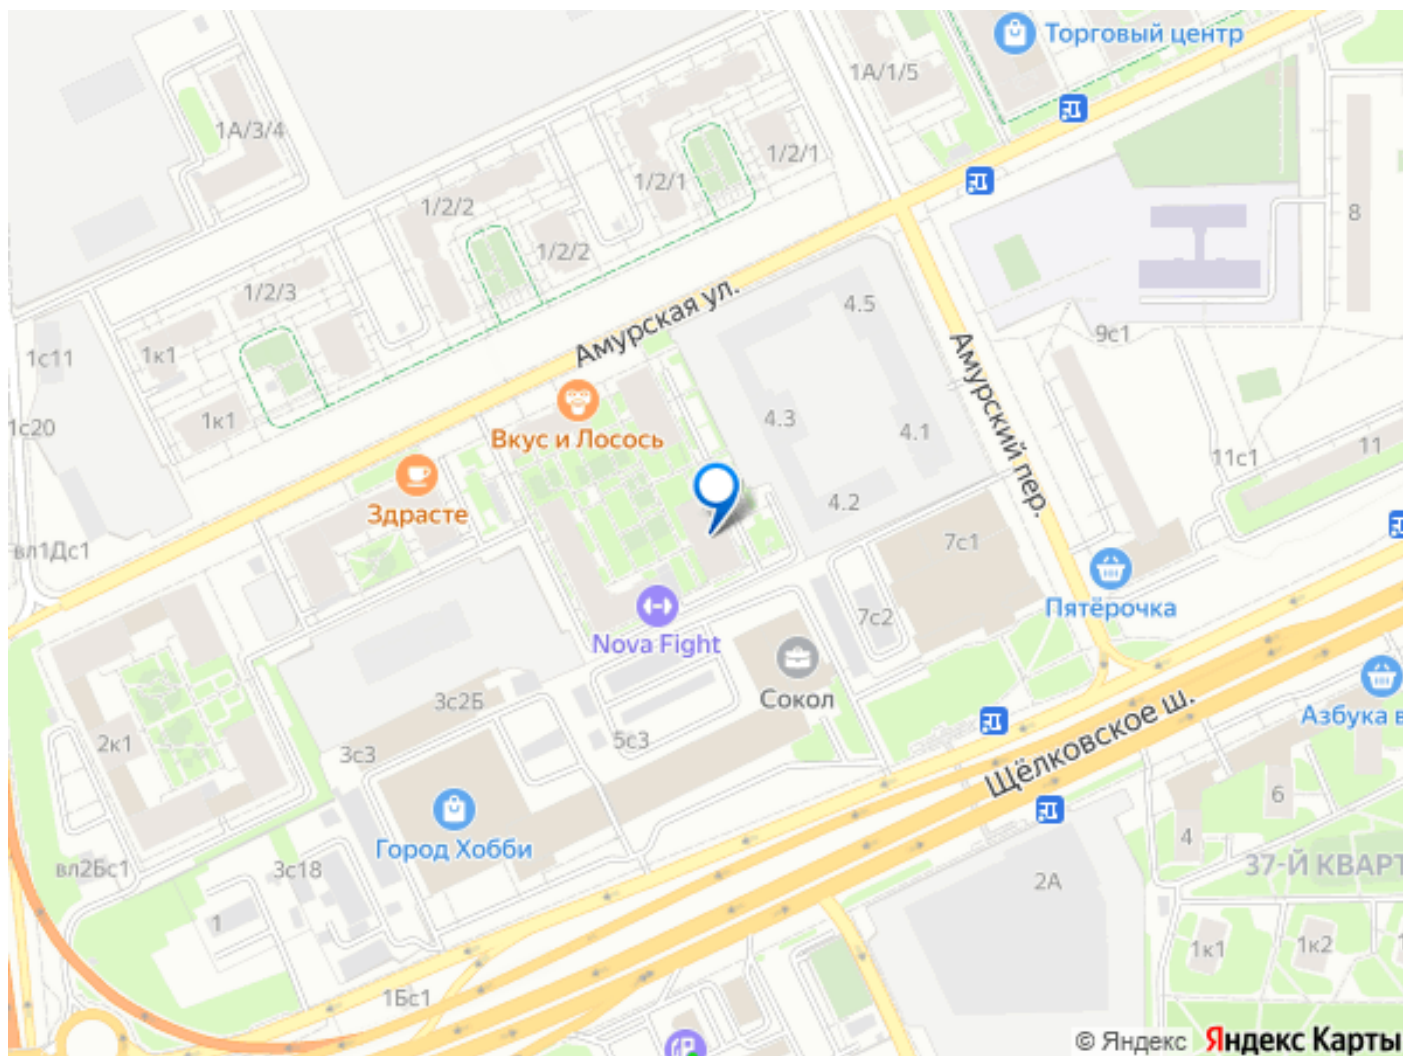 Торговый центр
1А/1/5
1А/3/4
1/2/1
1/2/1
1/2/2
8
1/2/2
1/2/3
Амурская ул.
4.5
9с1
1с11
1к1
Амурский пер.
4.3
1к1
1с20
4.1
Вкус и Лосось
11
11с1
4.2
Здрасте
7с1
вл1Дс1
Пятёрочка
7с2
Nova Fight
Сокол
3с2Б
Щёлковское ш.
Азбука в
5с3
2к1
3с3
6
4
Город Хобби
37-Й КВАРТ
вл2Бс1
3с18
2А
1
1к2
1к1
1Бс1
© Яндекс Яндекс Карты